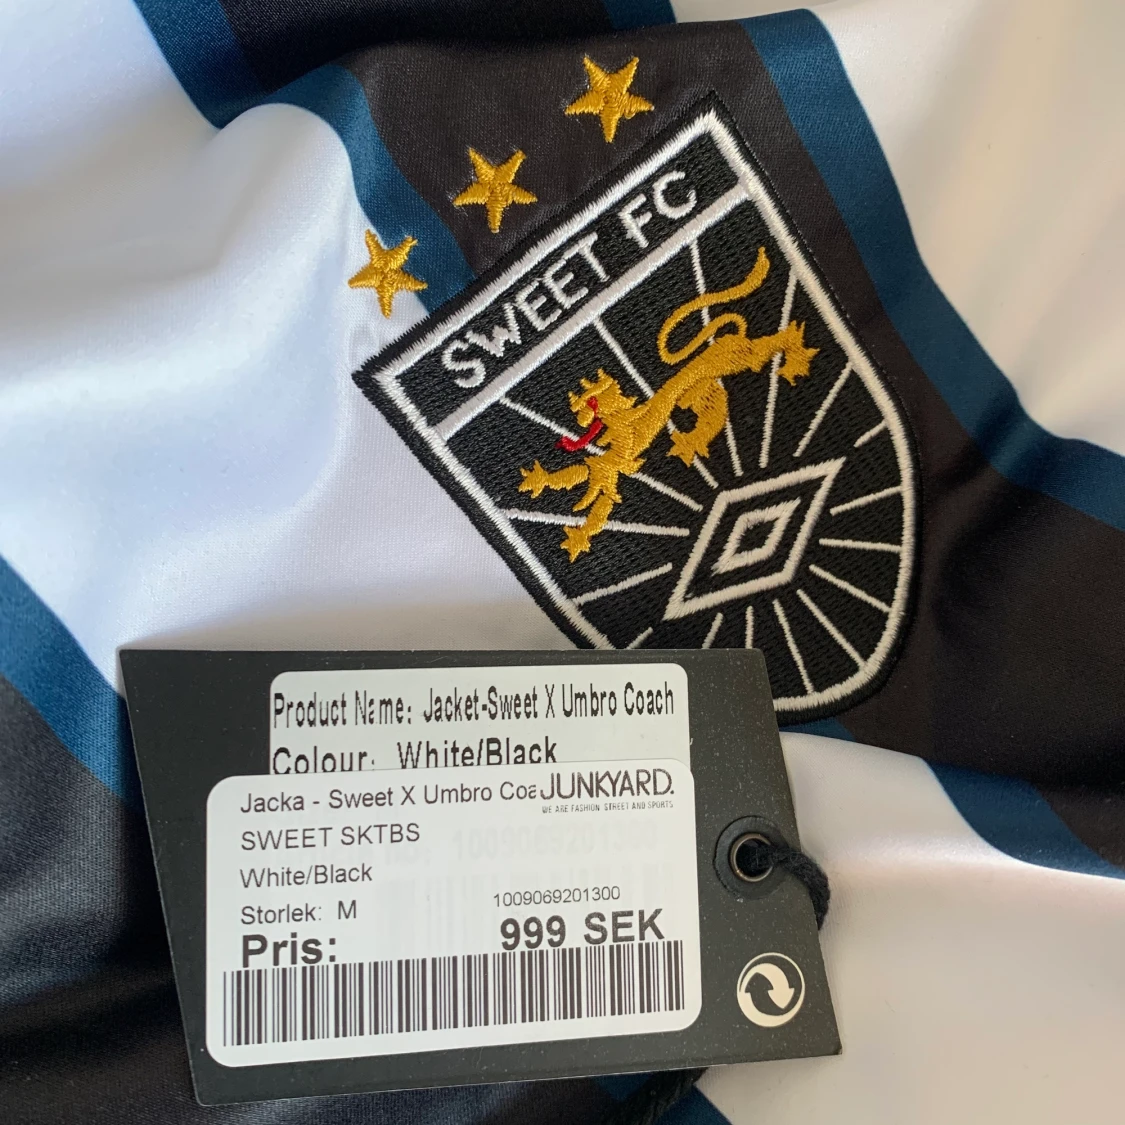 SWEET FC
Product Name: Jacket-Sweet X Umbro Coach
Colour: White/Black
Jacka - Sweet X Umbro Coa
JUNKYARD.
WE ARE FASHION STREET AND SPORTS
SWEET SKTBS
White/Black
Storlek: M
1009069201300
Pris: 999 SEK